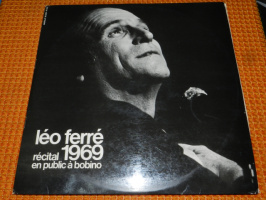 léo ferré
récital 1969
en public à bobino